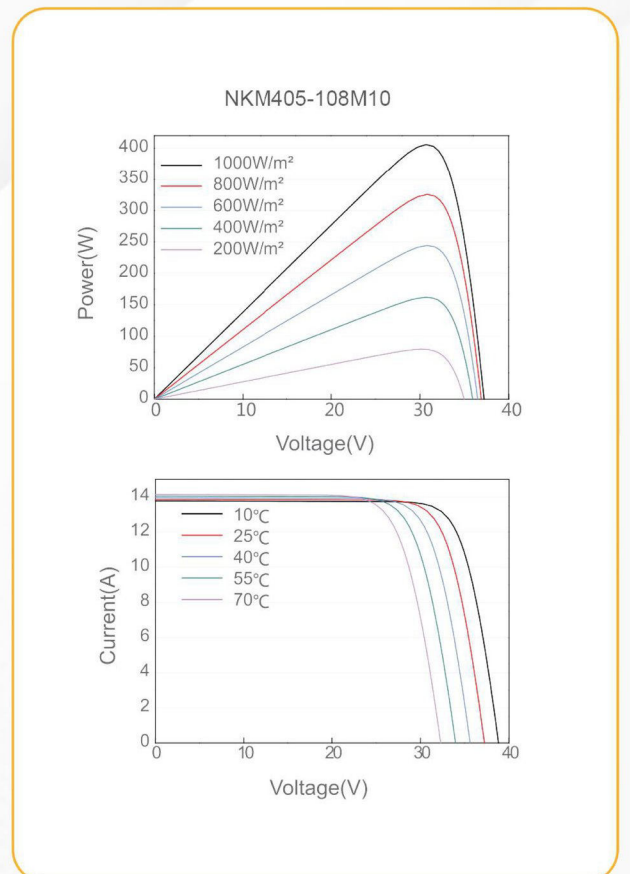 NKM405-108M10
Power(W)
400
350
300
250
200
150
100
50
0
1000W/m²
800W/m²
600W/m²
400W/m²
200W/m²
0 10 20 30 40
Voltage(V)
Current(A)
14
12
10
8
6
4
2
0
10℃
25℃
40℃
55℃
70℃
0 10 20 30 40
Voltage(V)